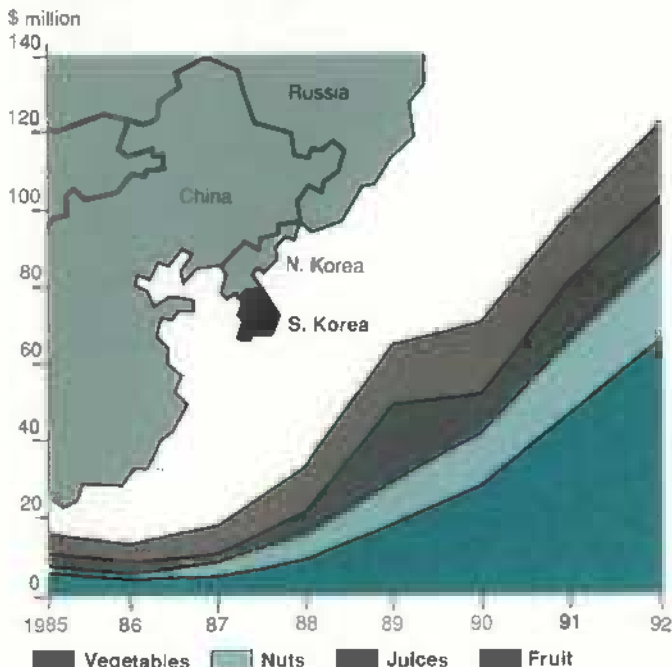 $ million
140
120
100
80
60
40
20
0
Russia
China
N. Korea
S. Korea
1985 86 87 88 89 90 91 92
Vegetables Nuts Juices Fruit